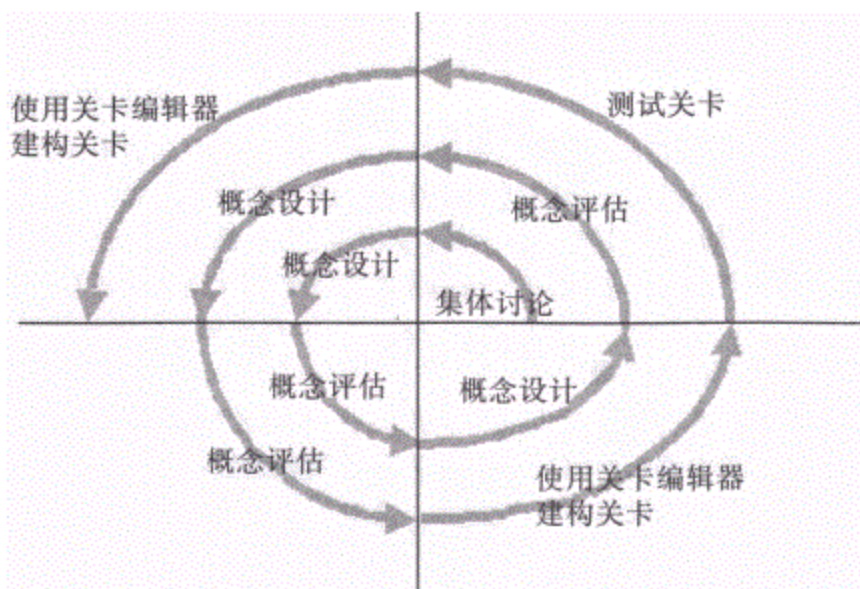 使用关卡编辑器
建构关卡
测试关卡
概念设计
概念评估
概念设计
集体讨论
概念评估
概念设计
概念评估
使用关卡编辑器
建构关卡